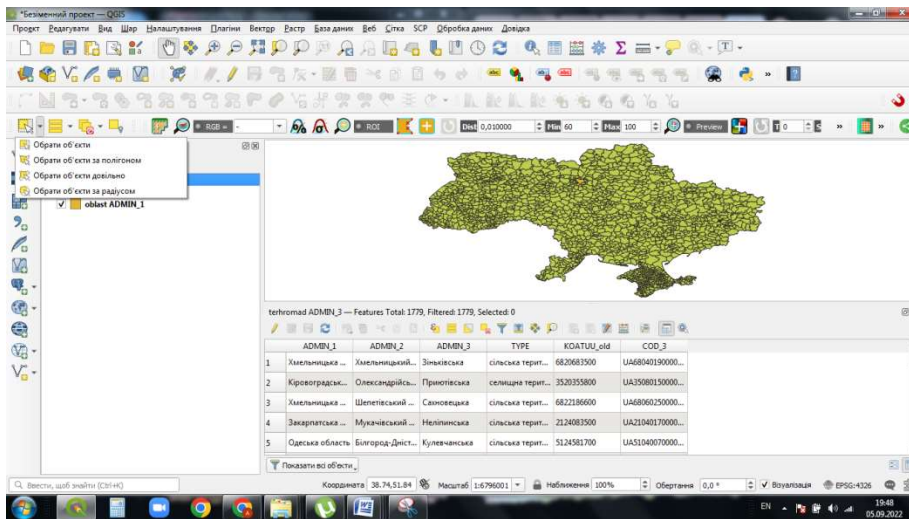 *Безіменний проект — QGIS
Проект Редагувати Вид Шар Налаштування Плагіни Вектор Растр База даних Веб Сітка SCP Обробка даних Довідка
RGB = - ROI Dist 0,010000 Min 60 Max 100 Preview T 0 S
Обрати об'єкти
Обрати об'єкти за полігоном
Обрати об'єкти довільно
Обрати об'єкти за радіусом
oblast ADMIN_1
terhromad ADMIN_3 — Features Total: 1779, Filtered: 1779, Selected: 0
ADMIN_1 ADMIN_2 ADMIN_3 TYPE KOATUU_old COD_3
1 Хмельницька ... Хмельницький... Зіньківська сільська терит... 6820683500 UA68040190000...
2 Кіровоградськ... Олександрійсь... Приютівська селищна терит... 3520355800 UA35080150000...
3 Хмельницька ... Шепетівський ... Сахновецька сільська терит... 6822186600 UA68060250000...
4 Закарпатська ... Мукачівський ... Неліпинська сільська терит... 2124083500 UA21040170000...
5 Одеська область Білгород-Дніст... Кулевчанська сільська терит... 5124581700 UA51040070000...
Показати всі об'єкти
Ввести, щоб знайти (Ctrl+K) Координата 38.74,51.84 Масштаб 1:6796001 Наближення 100% Обертання 0,0 ° Візуалізація EPSG:4326
EN 19:48
05.09.2022